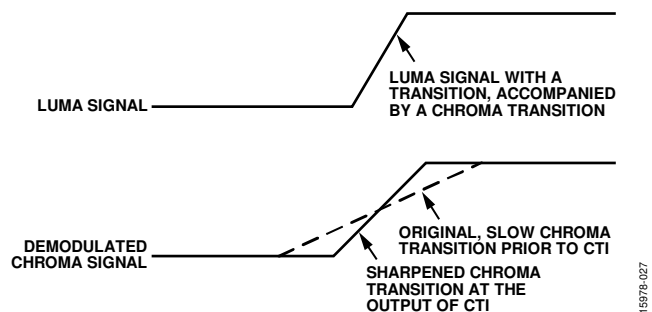 LUMA SIGNAL
LUMA SIGNAL WITH A
TRANSITION, ACCOMPANIED
BY A CHROMA TRANSITION
DEMODULATED
CHROMA SIGNAL
ORIGINAL, SLOW CHROMA
TRANSITION PRIOR TO CTI
SHARPENED CHROMA
TRANSITION AT THE
OUTPUT OF CTI
15978-027